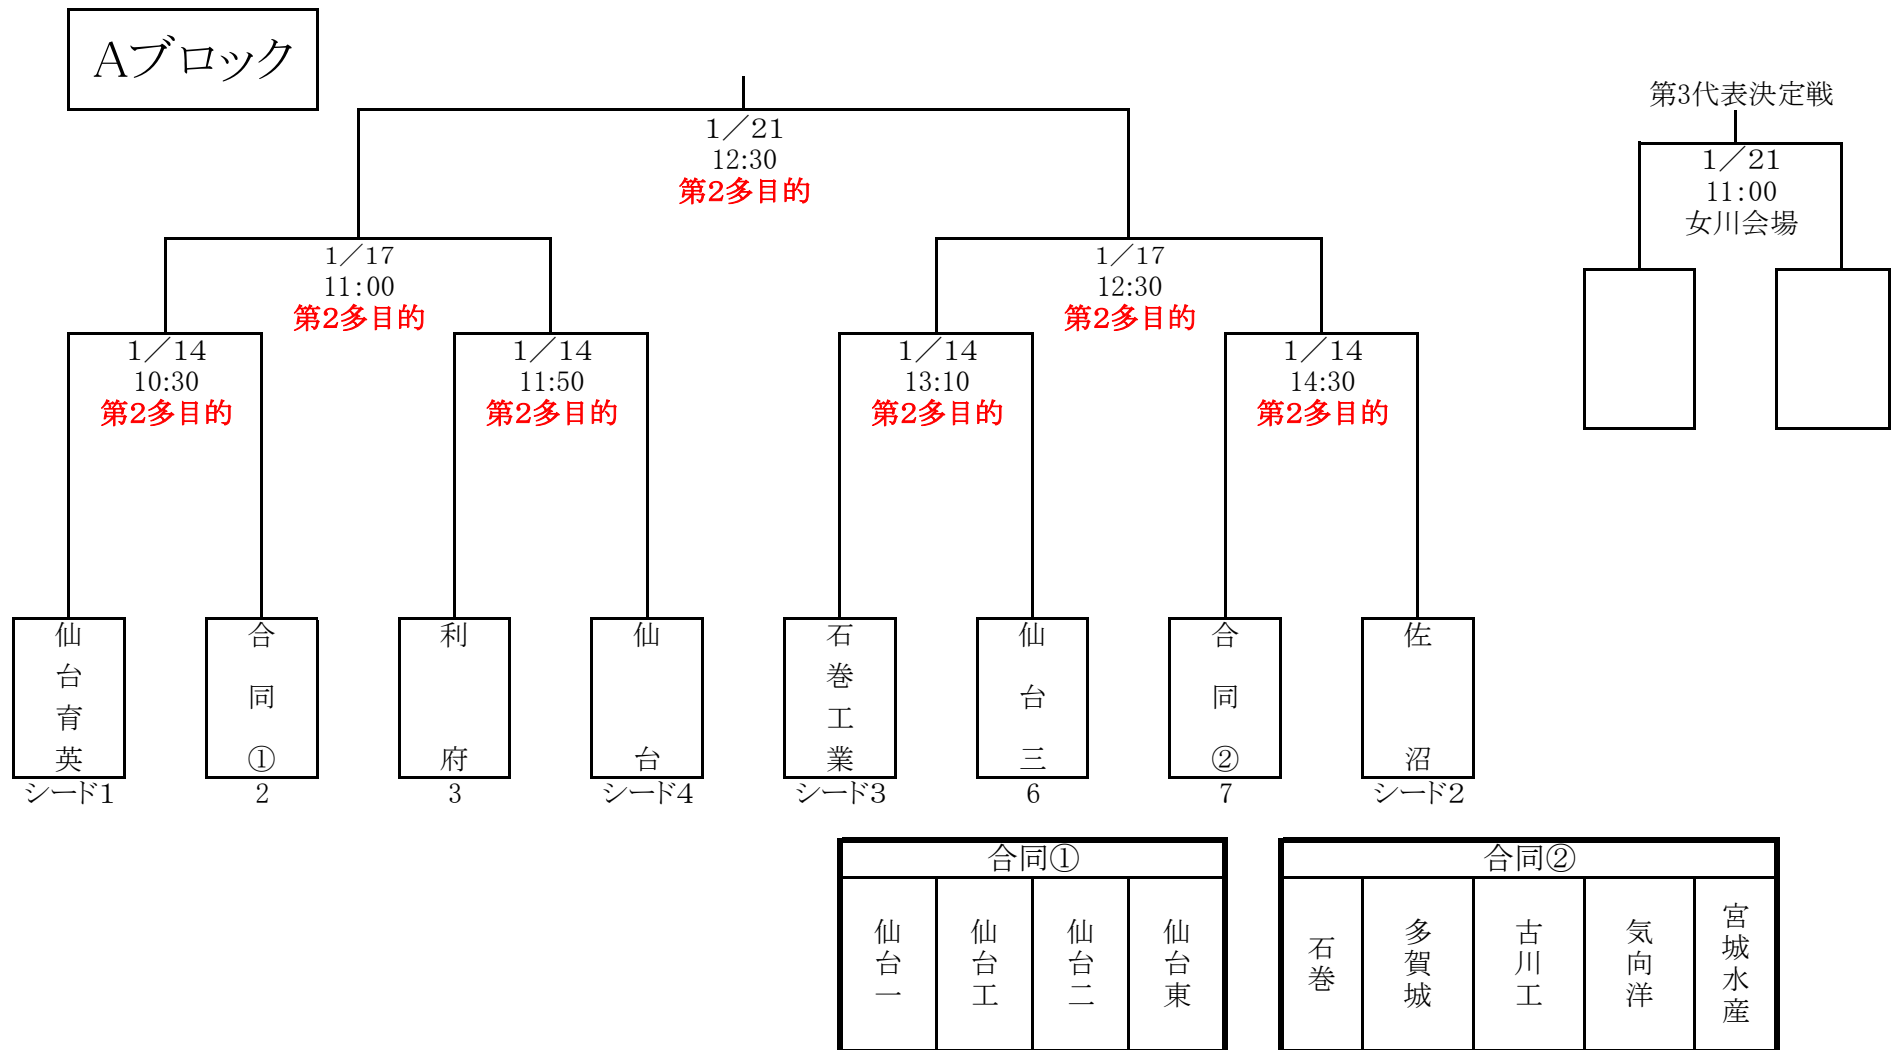 Aブロック
第3代表決定戦
1／21
12:30
第2多目的
1／21
11:00
女川会場
1／17
11:00
第2多目的
1／17
12:30
第2多目的
1／14
10:30
第2多目的
1／14
11:50
第2多目的
1／14
13:10
第2多目的
1／14
14:30
第2多目的
仙台育英
合同①
利府
仙台
石巻工業
仙台三
合同②
佐沼
シード1
2
3
シード4
シード3
6
7
シード2
合同①
仙台一
仙台工
仙台二
仙台東
合同②
石巻
多賀城
古川工
気向洋
宮城水産